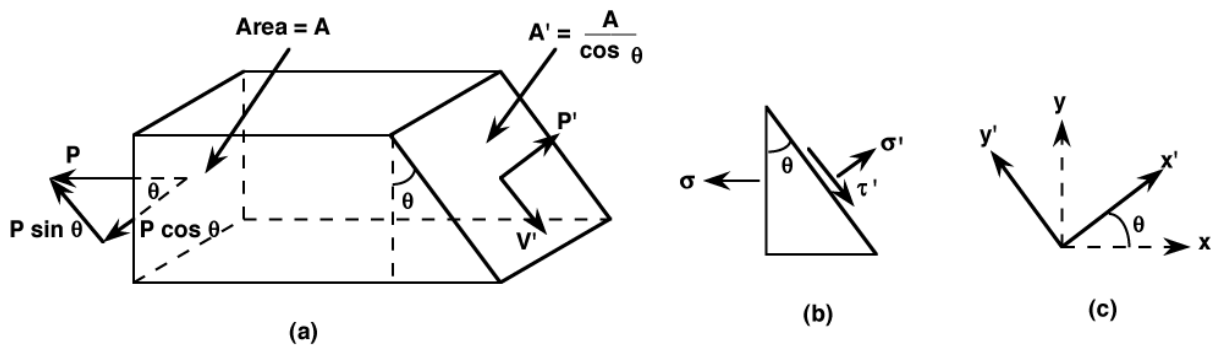 Area = A
A' = A
cos θ
P
θ
P sin θ
P cos θ
θ
P'
V'
(a)
σ
θ
σ'
τ'
(b)
y
y'
x'
θ
x
(c)